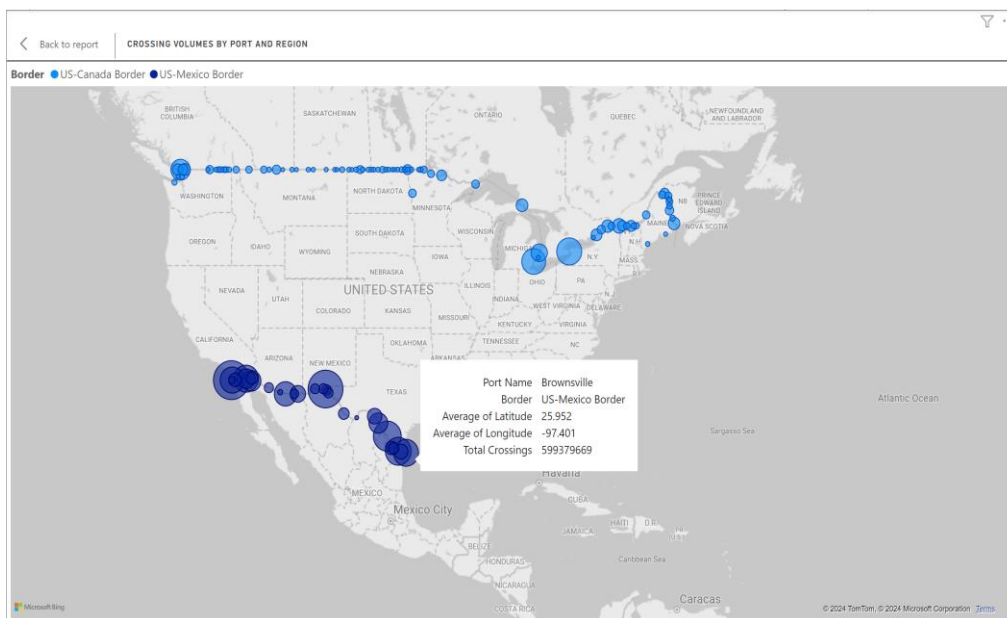 Back to report
CROSSING VOLUMES BY PORT AND REGION
Border US-Canada Border US-Mexico Border
BRITISH COLUMBIA
SASKATCHEWAN
ONTARIO
QUEBEC
NEWFOUNDLAND AND LABRADOR
WASHINGTON
MONTANA
NORTH DAKOTA
MINNESOTA
NB
PRINCE EDWARD ISLAND
MAINE
NOVA SCOTIA
OREGON
IDAHO
WYOMING
SOUTH DAKOTA
WISCONSIN
MICHIGAN
N.Y.
N.H.
MASS.
NEBRASKA
IOWA
ILLINOIS
INDIANA
OHIO
PA
NEVADA
UTAH
UNITED STATES
COLORADO
KANSAS
MISSOURI
WEST VIRGINIA
DELAWARE
KENTUCKY
VIRGINIA
CALIFORNIA
ARIZONA
NEW MEXICO
OKLAHOMA
ARKANSAS
TENNESSEE
NC
TEXAS
Port Name Brownsville
Border US-Mexico Border
Average of Latitude 25.952
Average of Longitude -97.401
Total Crossings 599379669
Atlantic Ocean
Sargasso Sea
Havana
CUBA
MEXICO
Mexico City
HAITI
D.R.
JAMAICA
BELIZE
HONDURAS
Caribbean Sea
NICARAGUA
COSTA RICA
Caracas
Microsoft Bing
© 2024 TomTom, © 2024 Microsoft Corporation Terms